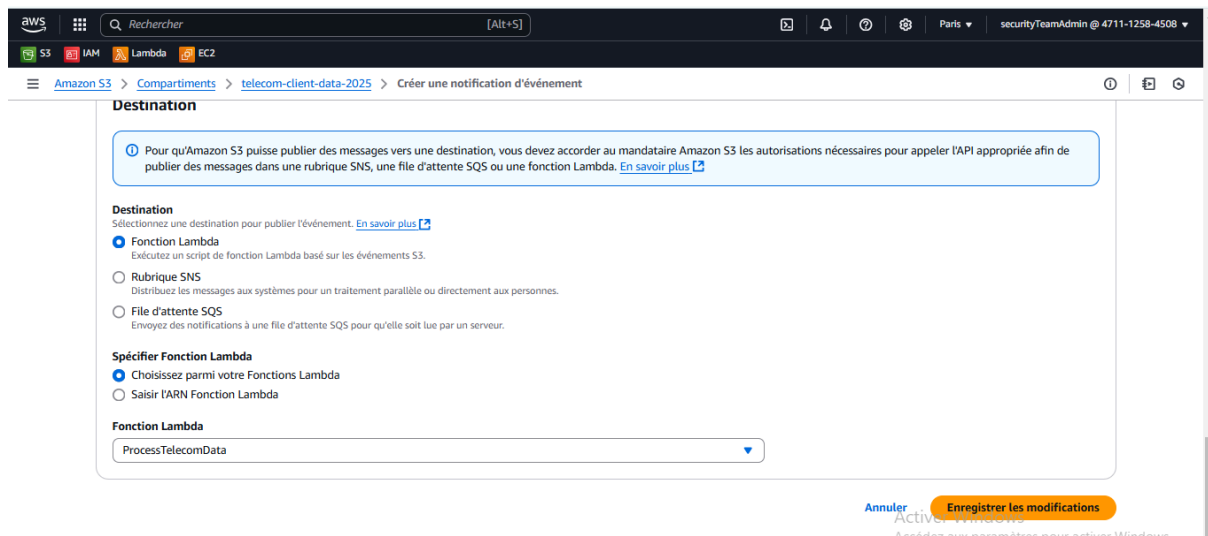 aws
Rechercher [Alt+S] Paris securityTeamAdmin @ 4711-1258-4508
S3 IAM Lambda EC2
Amazon S3 > Compartiments > telecom-client-data-2025 > Créer une notification d'événement
Destination
Pour qu'Amazon S3 puisse publier des messages vers une destination, vous devez accorder au mandataire Amazon S3 les autorisations nécessaires pour appeler l'API appropriée afin de
publier des messages dans une rubrique SNS, une file d'attente SQS ou une fonction Lambda. En savoir plus
Destination
Sélectionnez une destination pour publier l'événement. En savoir plus
Fonction Lambda
Exécutez un script de fonction Lambda basé sur les événements S3.
Rubrique SNS
Distribuez les messages aux systèmes pour un traitement parallèle ou directement aux personnes.
File d'attente SQS
Envoyez des notifications à une file d'attente SQS pour qu'elle soit lue par un serveur.
Spécifier Fonction Lambda
Choisissez parmi votre Fonctions Lambda
Saisir l'ARN Fonction Lambda
Fonction Lambda
ProcessTelecomData
Annuler Enregistrer les modifications
Activer Windows
Accédez aux paramètres pour activer Windows